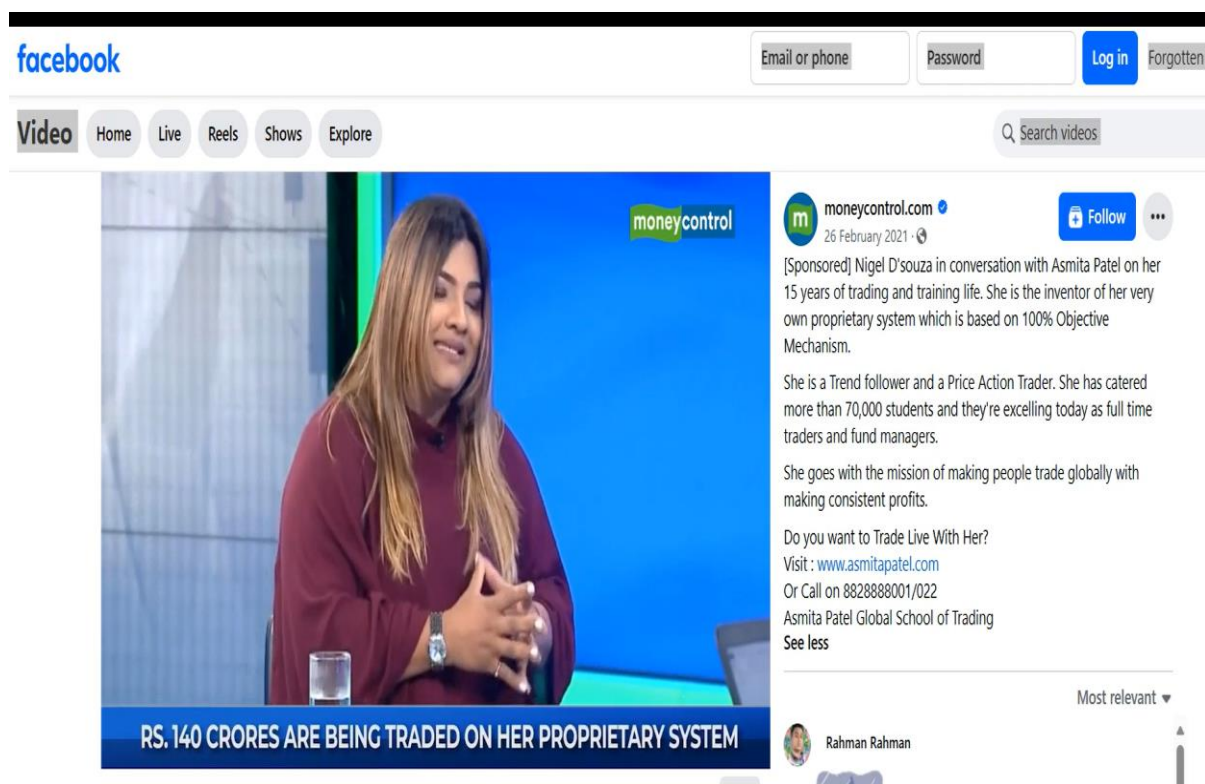 facebook
Email or phone
Password
Log in
Forgotten
Video
Home
Live
Reels
Shows
Explore
Search videos
moneycontrol
RS. 140 CRORES ARE BEING TRADED ON HER PROPRIETARY SYSTEM
m
moneycontrol.com
Follow
26 February 2021 ·
[Sponsored] Nigel D'souza in conversation with Asmita Patel on her
15 years of trading and training life. She is the inventor of her very
own proprietary system which is based on 100% Objective
Mechanism.
She is a Trend follower and a Price Action Trader. She has catered
more than 70,000 students and they're excelling today as full time
traders and fund managers.
She goes with the mission of making people trade globally with
making consistent profits.
Do you want to Trade Live With Her?
Visit : www.asmitapatel.com
Or Call on 8828888001/022
Asmita Patel Global School of Trading
See less
Most relevant
Rahman Rahman